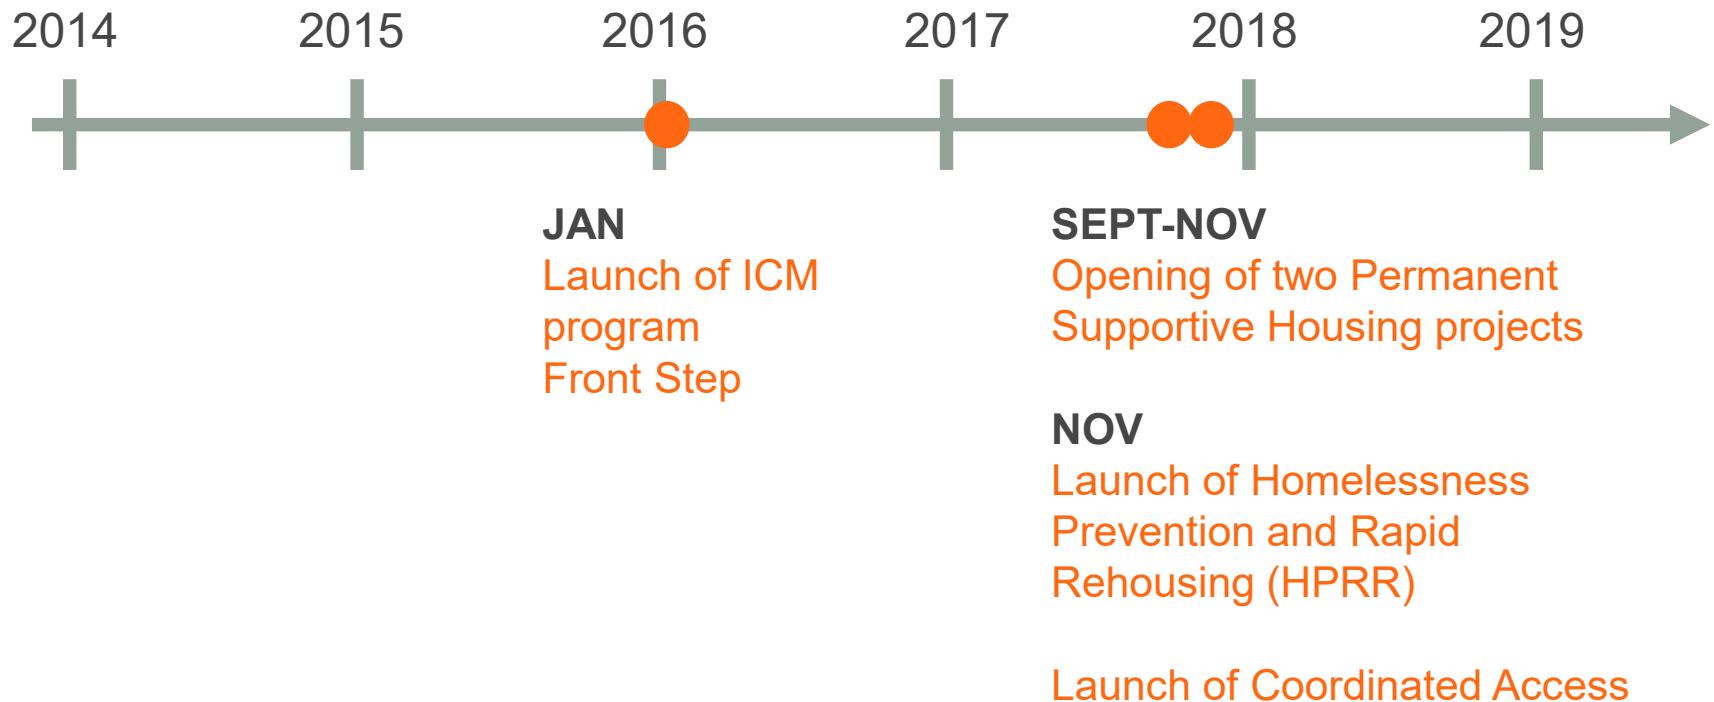 2014 2015 2016 2017 2018 2019
JAN
Launch of ICM
program
Front Step
SEPT-NOV
Opening of two Permanent
Supportive Housing projects
NOV
Launch of Homelessness
Prevention and Rapid
Rehousing (HPRR)
Launch of Coordinated Access